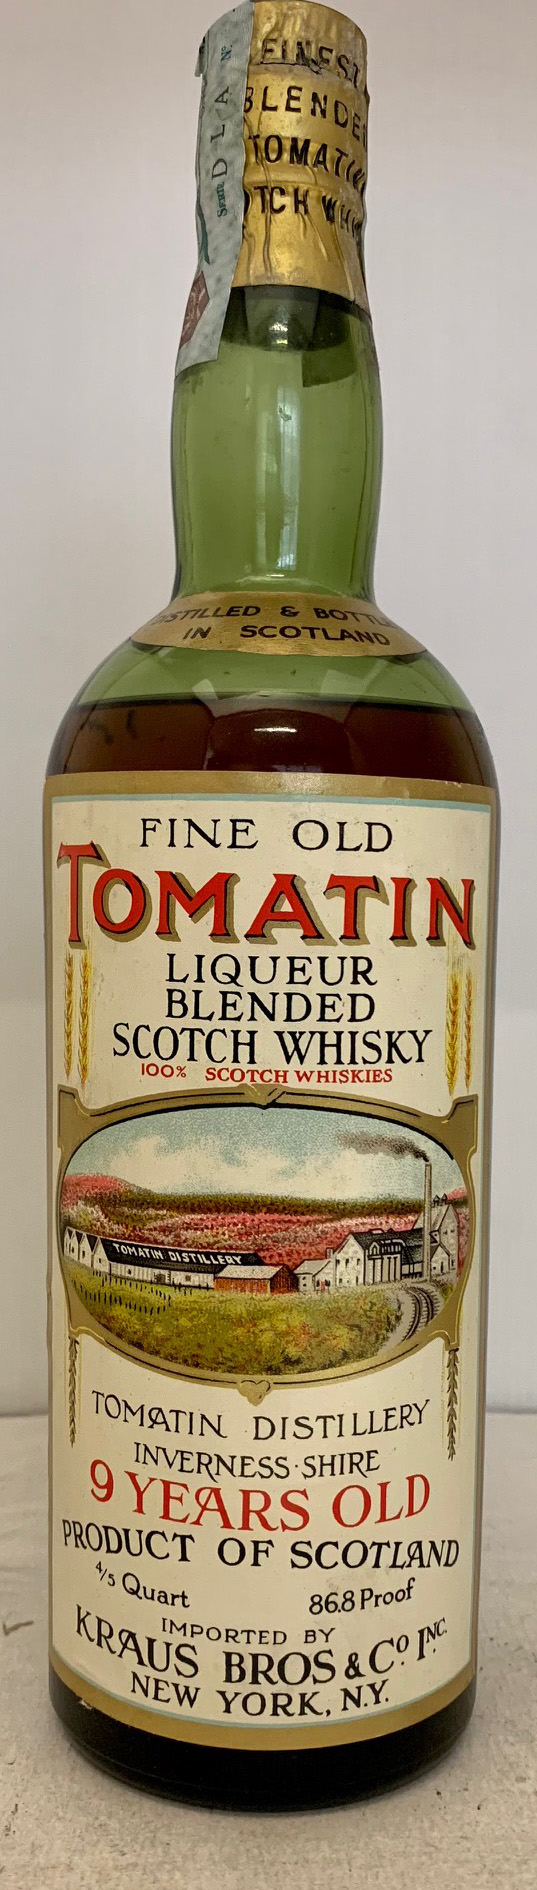 FINEST
BLENDED
TOMATIN
SCOTCH WHISKY
SERIE D L A N°
DISTILLED & BOTTLED
IN SCOTLAND
FINE OLD
TOMATIN
LIQUEUR
BLENDED
SCOTCH WHISKY
100% SCOTCH WHISKIES
TOMATIN DISTILLERY
TOMATIN DISTILLERY
INVERNESS·SHIRE
9 YEARS OLD
PRODUCT OF SCOTLAND
4/5 Quart 86.8 Proof
IMPORTED BY
KRAUS BROS & Cº INC.
NEW YORK, N.Y.